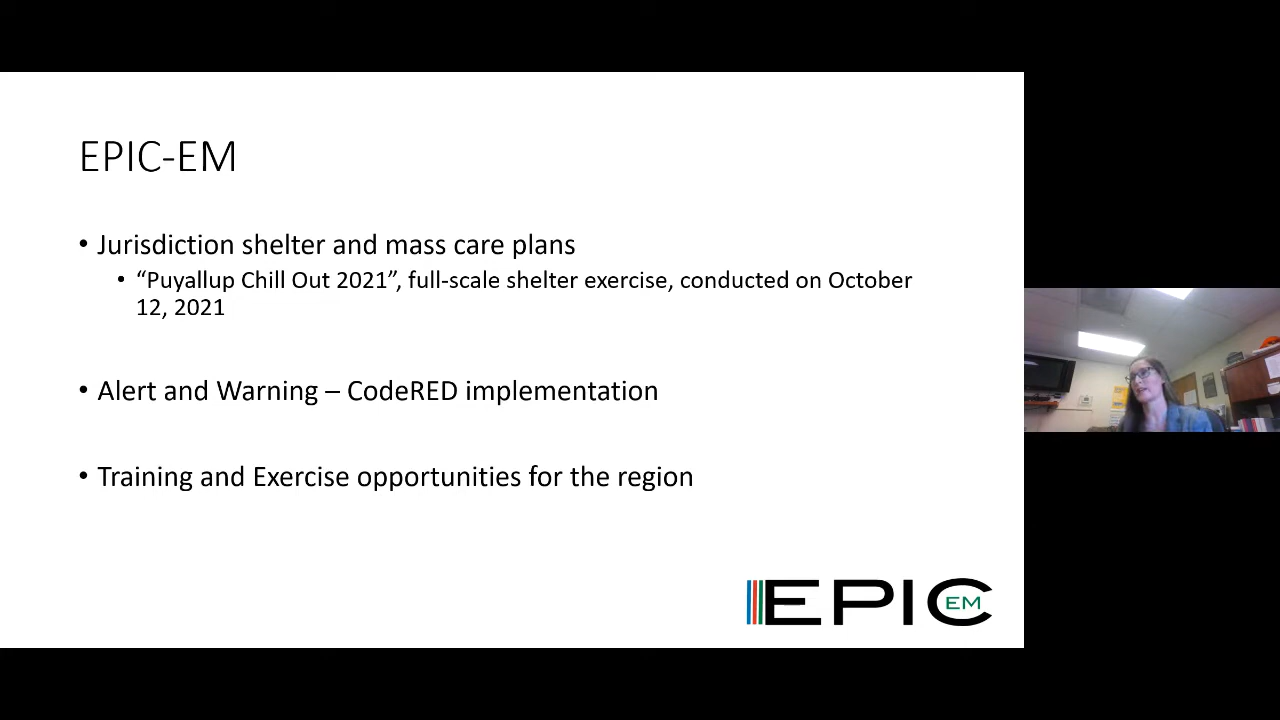 EPIC-EM
• Jurisdiction shelter and mass care plans
• “Puyallup Chill Out 2021”, full-scale shelter exercise, conducted on October
12, 2021
• Alert and Warning – CodeRED implementation
• Training and Exercise opportunities for the region
EPIC
EM